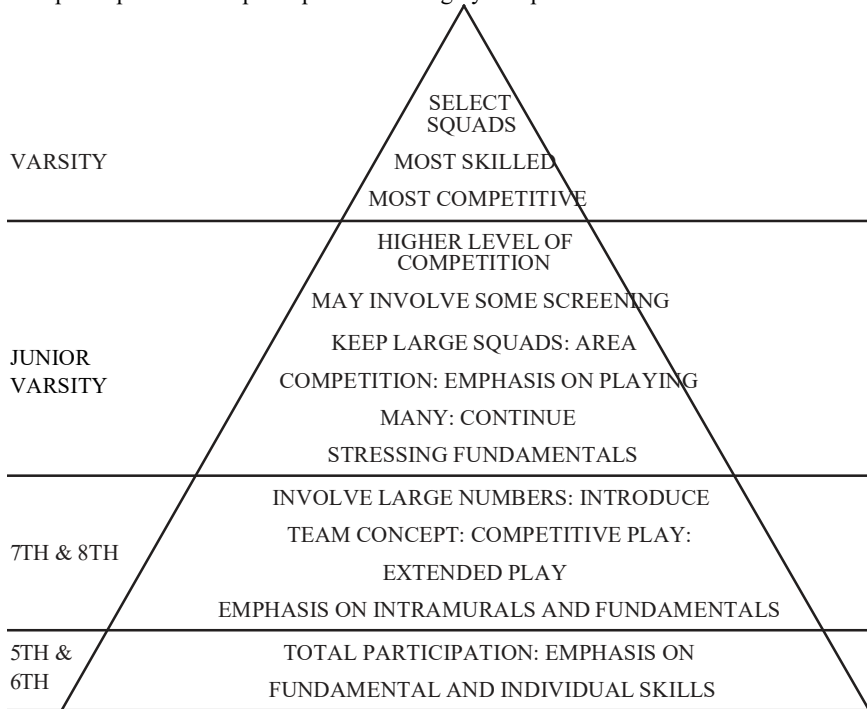 SELECT
SQUADS
VARSITY
MOST SKILLED
MOST COMPETITIVE
HIGHER LEVEL OF
COMPETITION
MAY INVOLVE SOME SCREENING
KEEP LARGE SQUADS: AREA
JUNIOR
VARSITY
COMPETITION: EMPHASIS ON PLAYING
MANY: CONTINUE
STRESSING FUNDAMENTALS
INVOLVE LARGE NUMBERS: INTRODUCE
TEAM CONCEPT: COMPETITIVE PLAY:
7TH & 8TH
EXTENDED PLAY
EMPHASIS ON INTRAMURALS AND FUNDAMENTALS
5TH &
6TH
TOTAL PARTICIPATION: EMPHASIS ON
FUNDAMENTAL AND INDIVIDUAL SKILLS